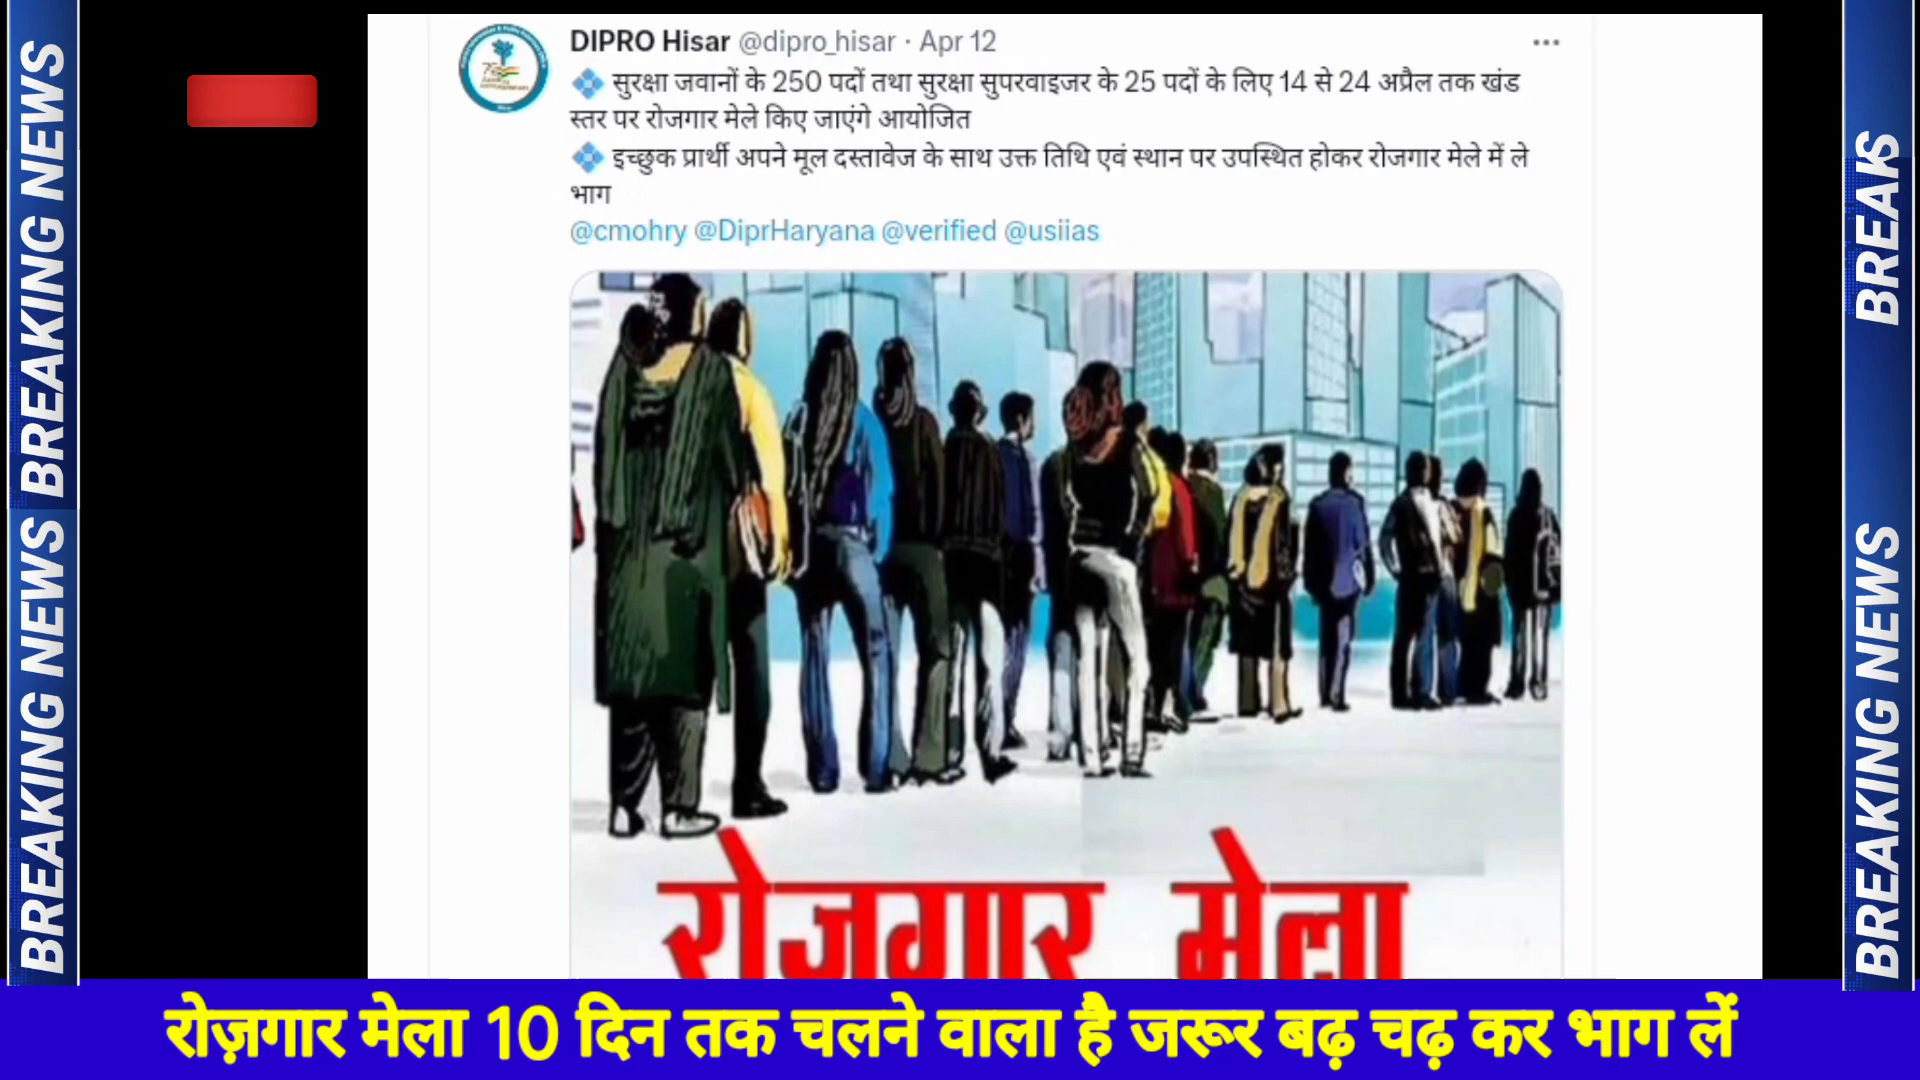 DIPRO Hisar @dipro_hisar · Apr 12
💠 सुरक्षा जवानों के 250 पदों तथा सुरक्षा सुपरवाइजर के 25 पदों के लिए 14 से 24 अप्रैल तक खंड
स्तर पर रोजगार मेले किए जाएंगे आयोजित
💠 इच्छुक प्रार्थी अपने मूल दस्तावेज के साथ उक्त तिथि एवं स्थान पर उपस्थित होकर रोजगार मेले में ले
भाग
@cmohry @DiprHaryana @verified @usiias
रोजगार मेला
रोज़गार मेला 10 दिन तक चलने वाला है जरूर बढ़ चढ़ कर भाग लें
BREAKING NEWS
BREAKING NEWS
BREAK
BREAKING NEWS